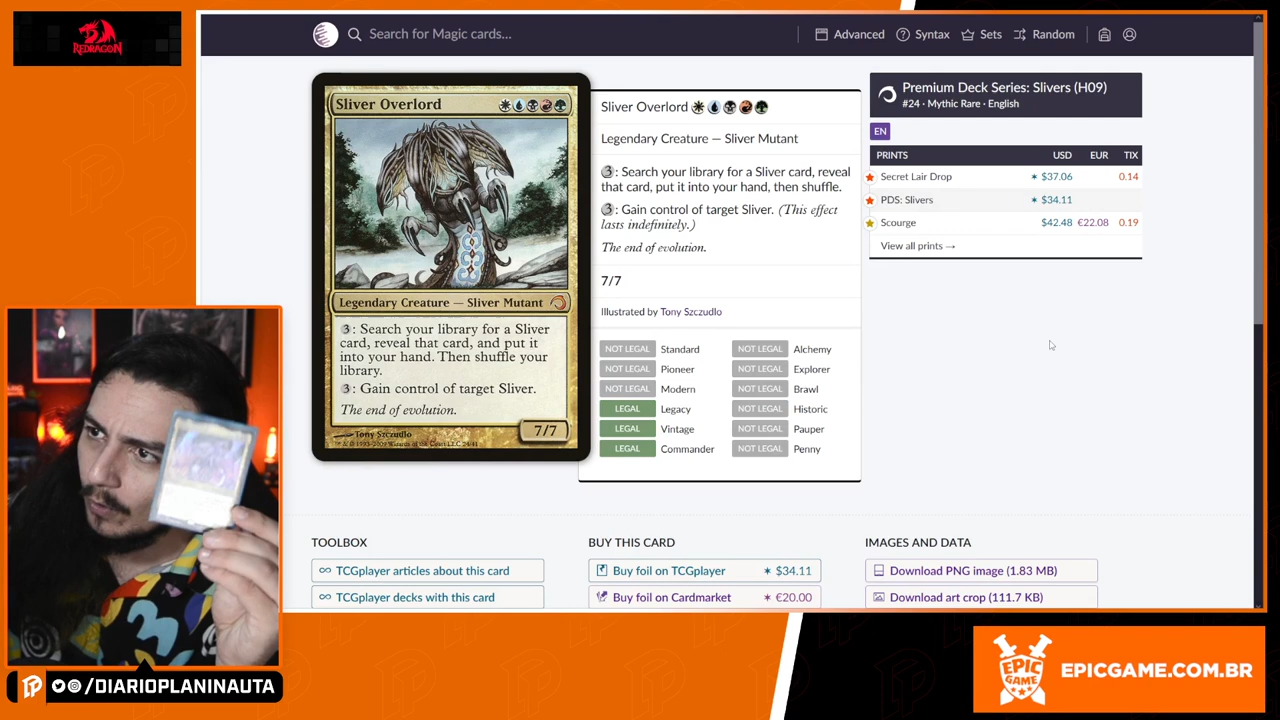 REDRAGON
Search for Magic cards...
Advanced
Syntax
Sets
Random
Sliver Overlord
Legendary Creature — Sliver Mutant
3: Search your library for a Sliver
card, reveal that card, and put it
into your hand. Then shuffle your
library.
3: Gain control of target Sliver.
The end of evolution.
7/7
Tony Szczudlo
Sliver Overlord
Legendary Creature — Sliver Mutant
3: Search your library for a Sliver card, reveal
that card, put it into your hand, then shuffle.
3: Gain control of target Sliver. (This effect
lasts indefinitely.)
The end of evolution.
7/7
Illustrated by Tony Szczudlo
NOT LEGAL Standard NOT LEGAL Alchemy
NOT LEGAL Pioneer NOT LEGAL Explorer
NOT LEGAL Modern NOT LEGAL Brawl
LEGAL Legacy NOT LEGAL Historic
LEGAL Vintage NOT LEGAL Pauper
LEGAL Commander NOT LEGAL Penny
Premium Deck Series: Slivers (H09)
#24 · Mythic Rare · English
EN
PRINTS USD EUR TIX
Secret Lair Drop $37.06 0.14
PDS: Slivers $34.11
Scourge $42.48 €22.08 0.19
View all prints →
TOOLBOX
TCGplayer articles about this card
TCGplayer decks with this card
BUY THIS CARD
Buy foil on TCGplayer $34.11
Buy foil on Cardmarket €20.00
IMAGES AND DATA
Download PNG image (1.83 MB)
Download art crop (111.7 KB)
/DIARIOPLANINAUTA
EPIC
GAME
EPICGAME.COM.BR